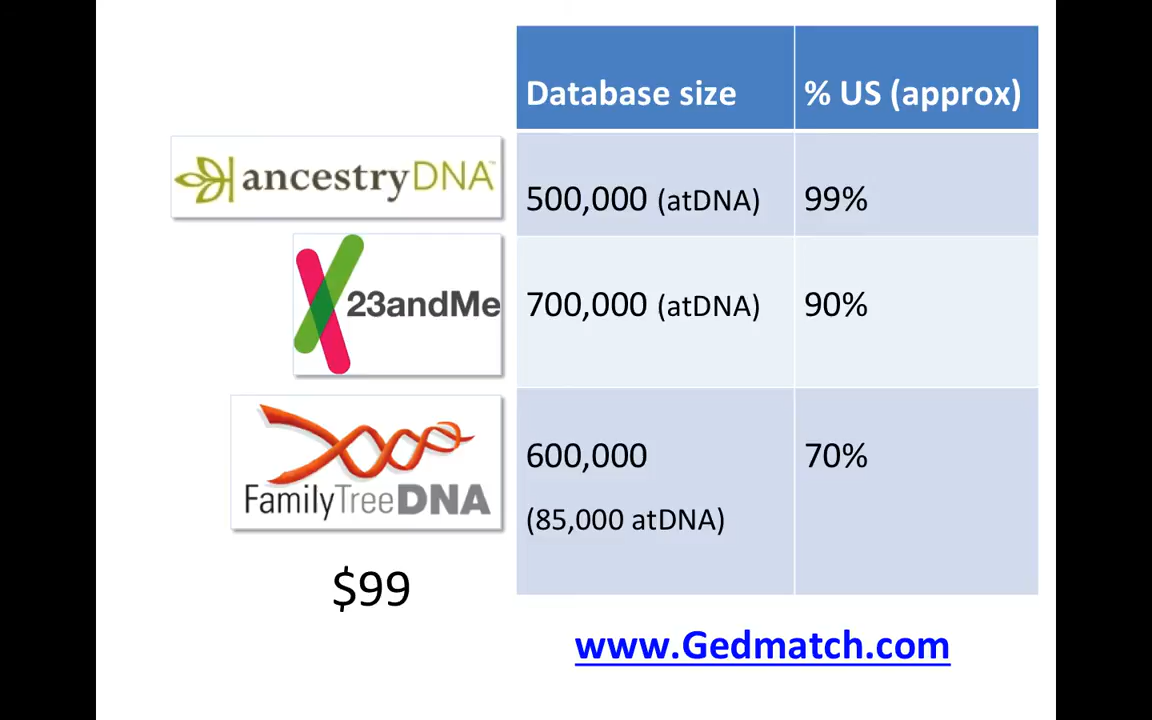 Database size % US (approx)
ancestryDNA™ 500,000 (atDNA) 99%
23andMe 700,000 (atDNA) 90%
FamilyTreeDNA 600,000 70%
(85,000 atDNA)
$99
www.Gedmatch.com